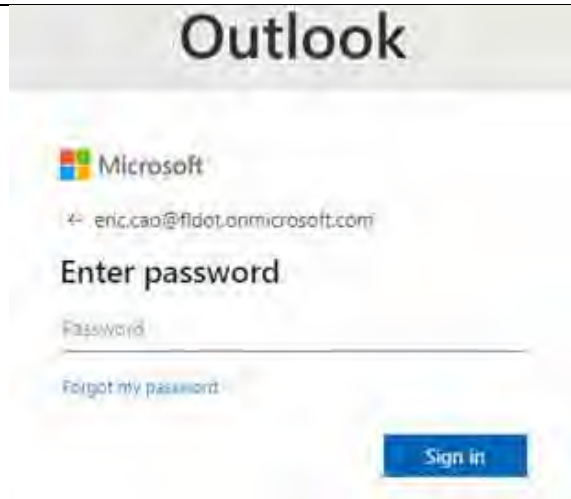 Outlook
Microsoft
← eric.cao@fldot.onmicrosoft.com
Enter password
Password
Forgot my password
Sign in